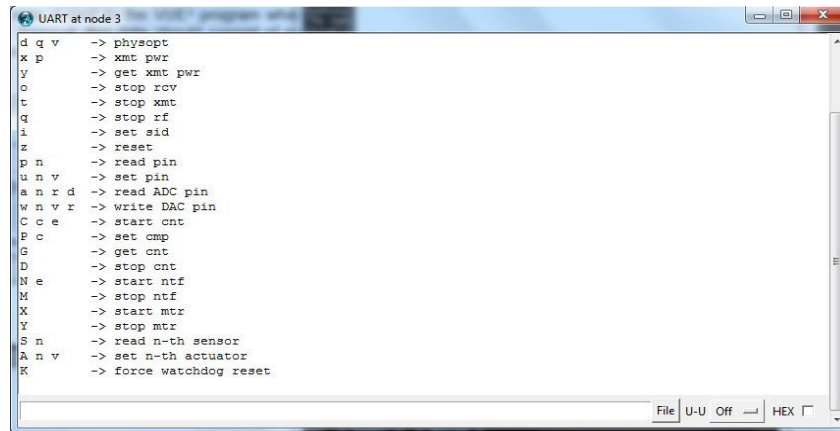 UART at node 3
d q v -> physopt
x p -> xmt pwr
y -> get xmt pwr
o -> stop rcv
t -> stop xmt
q -> stop rf
i -> set sid
z -> reset
p n -> read pin
u n v -> set pin
a n r d -> read ADC pin
w n v r -> write DAC pin
C c e -> start cnt
P c -> set cmp
G -> get cnt
D -> stop cnt
N e -> start ntf
M -> stop ntf
X -> start mtr
Y -> stop mtr
S n -> read n-th sensor
A n v -> set n-th actuator
K -> force watchdog reset
File U-U Off HEX